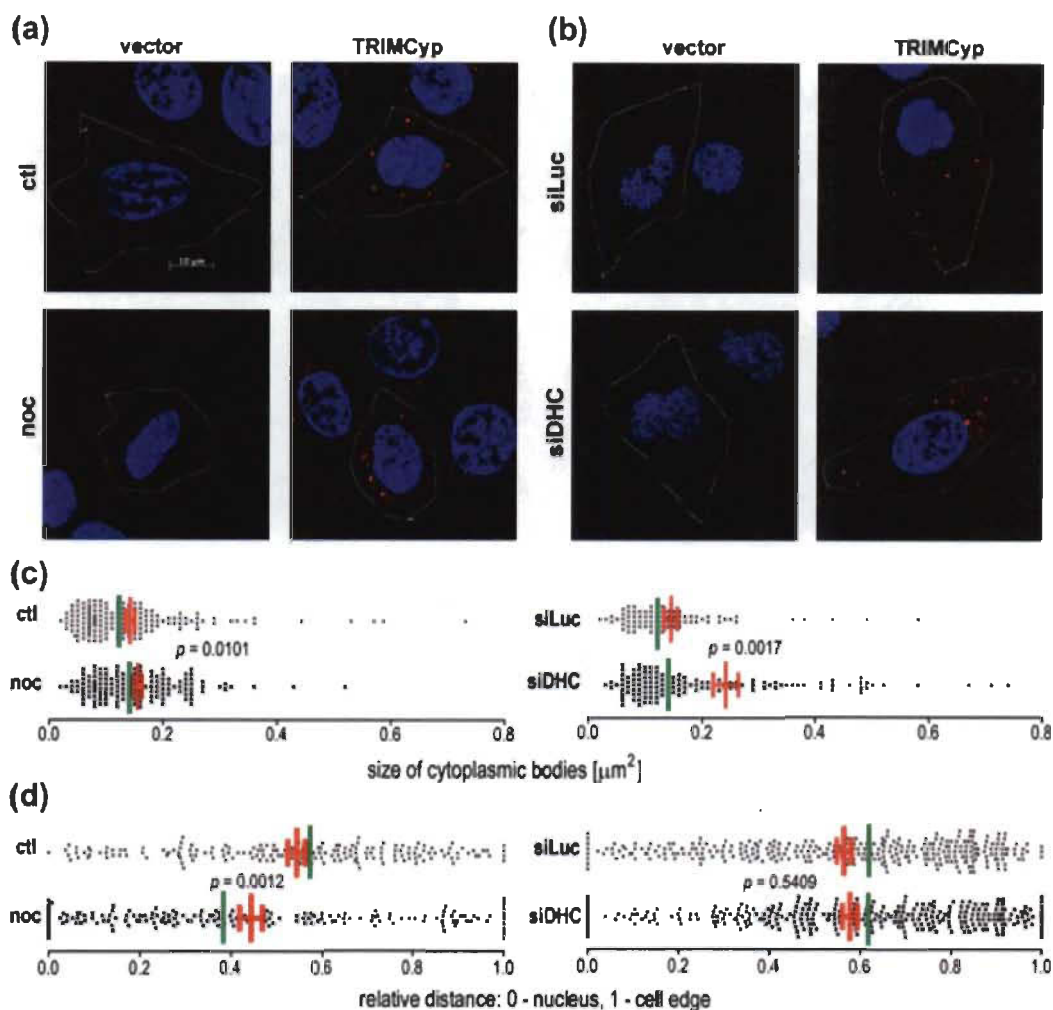 (a)
vector
TRIMCyp
(b)
vector
TRIMCyp
ctl
siLuc
10 µm
noc
siDHC
(c)
ctl
siLuc
p = 0.0101
p = 0.0017
noc
siDHC
0.0 0.2 0.4 0.6 0.8
0.0 0.2 0.4 0.6 0.8
size of cytoplasmic bodies [µm²]
(d)
ctl
siLuc
p = 0.0012
p = 0.5409
noc
siDHC
0.0 0.2 0.4 0.6 0.8 1.0
0.0 0.2 0.4 0.6 0.8 1.0
relative distance: 0 - nucleus, 1 - cell edge